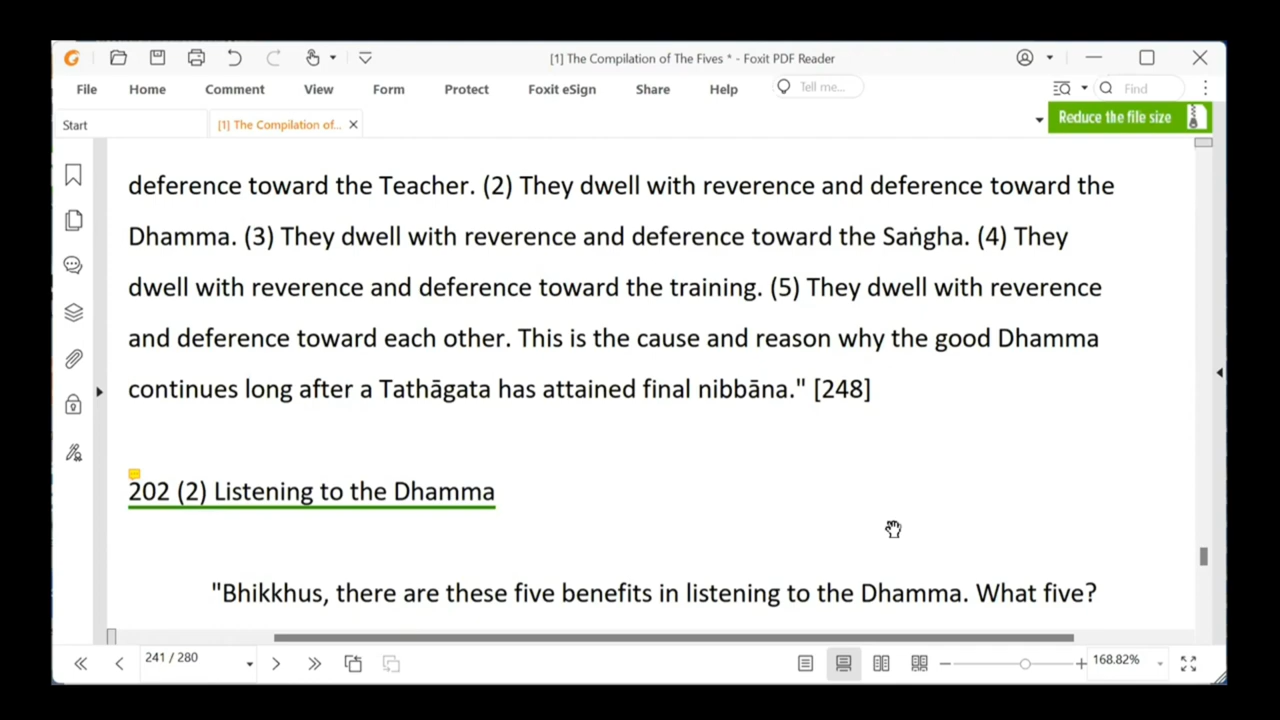 [1] The Compilation of The Fives * - Foxit PDF Reader
File Home Comment View Form Protect Foxit eSign Share Help Tell me... Find
Start [1] The Compilation of... Reduce the file size
deference toward the Teacher. (2) They dwell with reverence and deference toward the
Dhamma. (3) They dwell with reverence and deference toward the Saṅgha. (4) They
dwell with reverence and deference toward the training. (5) They dwell with reverence
and deference toward each other. This is the cause and reason why the good Dhamma
continues long after a Tathāgata has attained final nibbāna." [248]
202 (2) Listening to the Dhamma
"Bhikkhus, there are these five benefits in listening to the Dhamma. What five?
241 / 280 168.82%